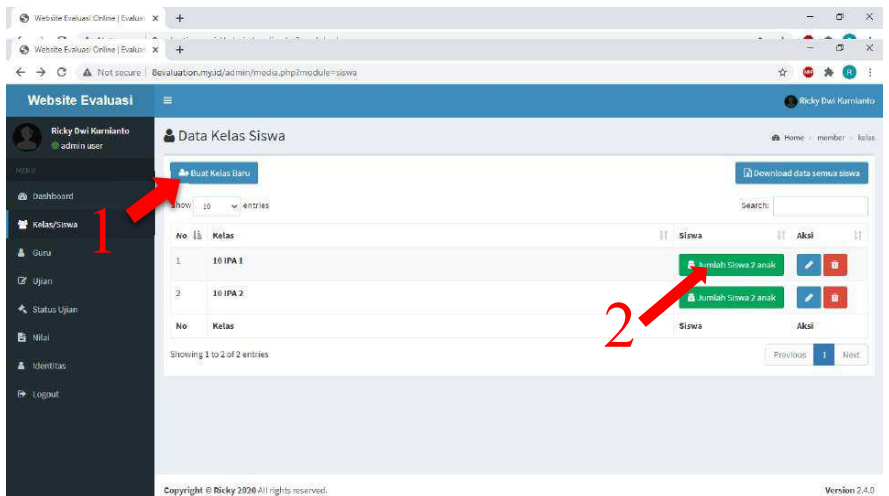 Website Evaluasi Online | Evaluasi
Website Evaluasi Online | Evaluasi
Not secure | 8evaluation.my.id/admin/media.php?module=siswa
Website Evaluasi
Ricky Dwi Kurnianto
Ricky Dwi Kurnianto
admin user
Data Kelas Siswa
Home > member > kelas
MENU
Dashboard
Kelas/Siswa
Guru
Ujian
Status Ujian
Nilai
Identitas
Logout
1
Buat Kelas Baru
Download data semua siswa
Show 10 entries
Search:
No Kelas Siswa Aksi
1 10 IPA 1 Jumlah Siswa 2 anak
2 10 IPA 2 Jumlah Siswa 2 anak
2
No Kelas Siswa Aksi
Showing 1 to 2 of 2 entries
Previous 1 Next
Copyright © Ricky 2020 All rights reserved.
Version 2.4.0